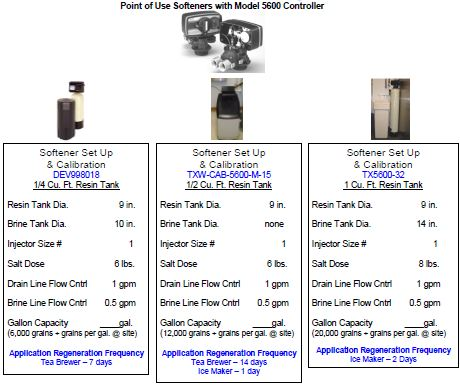 Point of Use Softeners with Model 5600 Controller
Softener Set Up
& Calibration
DEV998018
1/4 Cu. Ft. Resin Tank
Resin Tank Dia. 9 in.
Brine Tank Dia. 10 in.
Injector Size # 1
Salt Dose 6 lbs.
Drain Line Flow Cntrl 1 gpm
Brine Line Flow Cntrl 0.5 gpm
Gallon Capacity ____gal.
(6,000 grains ÷ grains per gal. @ site)
Application Regeneration Frequency
Tea Brewer – 7 days
Softener Set Up
& Calibration
TXW-CAB-5600-M-15
1/2 Cu. Ft. Resin Tank
Resin Tank Dia. 9 in.
Brine Tank Dia. none
Injector Size # 1
Salt Dose 6 lbs.
Drain Line Flow Cntrl 1 gpm
Brine Line Flow Cntrl 0.5 gpm
Gallon Capacity ____gal.
(12,000 grains ÷ grains per gal. @ site)
Application Regeneration Frequency
Tea Brewer – 14 days
Ice Maker – 1 day
Softener Set Up
& Calibration
TX5600-32
1 Cu. Ft. Resin Tank
Resin Tank Dia. 9 in.
Brine Tank Dia. 14 in.
Injector Size # 1
Salt Dose 8 lbs.
Drain Line Flow Cntrl 1 gpm
Brine Line Flow Cntrl 0.5 gpm
Gallon Capacity ____gal.
(20,000 grains ÷ grains per gal. @ site)
Application Regeneration Frequency
Ice Maker – 2 Days